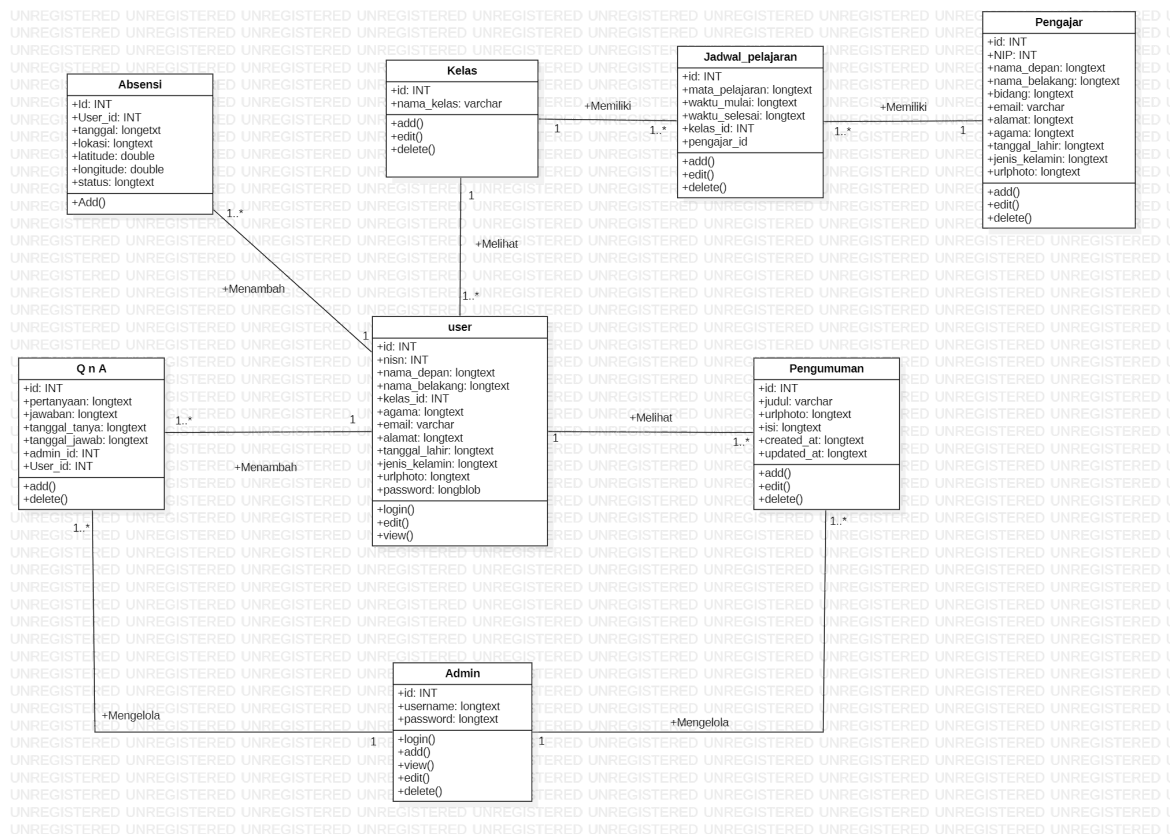 Absensi
+Id: INT
+User_id: INT
tanggal: longetxt
+lokasi: longtext
+latitude: double
+longitude: double
+status: longtext
+Add()
Kelas
+id: INT
+nama_kelas: varchar
+add()
+edit()
+delete()
+Memiliki
1
1..*
Jadwal_pelajaran
+id: INT
+mata_pelajaran: longtext
+waktu_mulai: longtext
+waktu_selesai: longtext
+kelas_id: INT
+pengajar_id
+add()
+edit()
+delete()
+Memiliki
1..*
1
Pengajar
+id: INT
+NIP: INT
+nama_depan: longtext
+nama_belakang: longtext
+bidang: longtext
+email: varchar
+alamat: longtext
+agama: longtext
+tanggal_lahir: longtext
+jenis_kelamin: longtext
+urlphoto: longtext
+add()
+edit()
+delete()
1..*
+Menambah
1
1
+Melihat
1..*
Q n A
+id: INT
+pertanyaan: longtext
+jawaban: longtext
+tanggal_tanya: longtext
+tanggal_jawab: longtext
+admin_id: INT
+User_id: INT
+add()
+delete()
1..*
1
+Menambah
user
+id: INT
+nisn: INT
+nama_depan: longtext
+nama_belakang: longtext
+kelas_id: INT
+agama: longtext
+email: varchar
+alamat: longtext
+tanggal_lahir: longtext
+jenis_kelamin: longtext
+urlphoto: longtext
+password: longblob
+login()
+edit()
+view()
+Melihat
1
1..*
Pengumuman
+id: INT
+judul: varchar
+urlphoto: longtext
+isi: longtext
+created_at: longtext
+updated_at: longtext
+add()
+edit()
+delete()
1..*
1..*
+Mengelola
1
Admin
+id: INT
+username: longtext
+password: longtext
+login()
+add()
+view()
+edit()
+delete()
+Mengelola
1